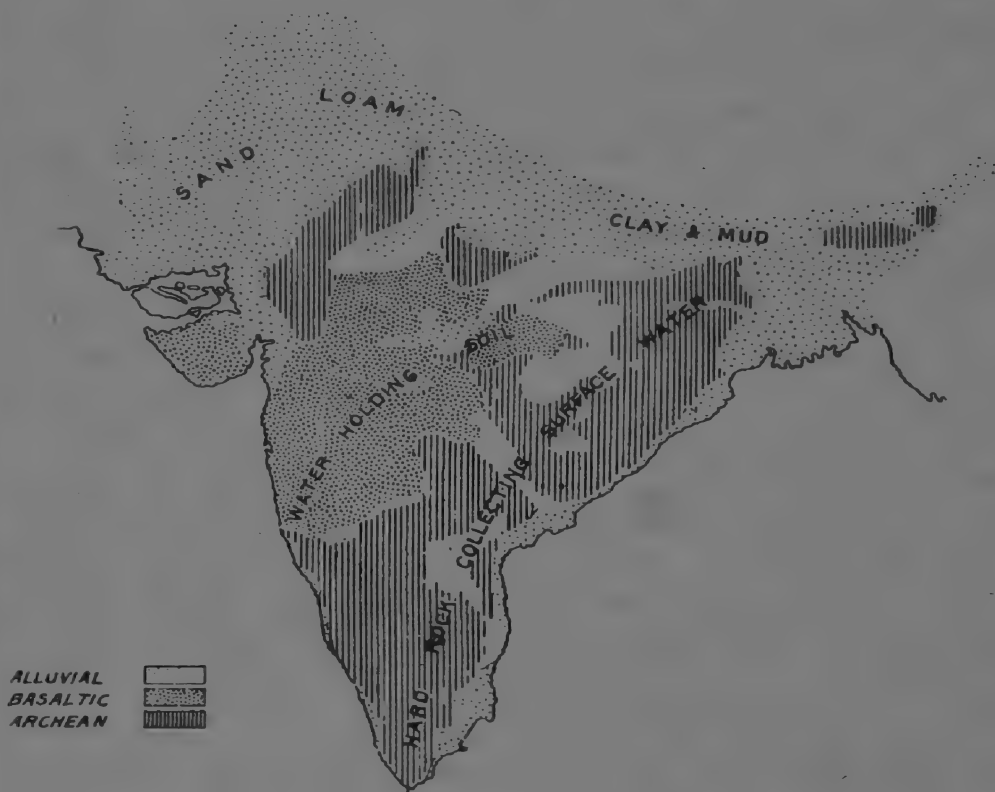 LOAM
SAND
CLAY & MUD
WATER HOLDING SOIL
HARD ROCK COLLECTING SURFACE WATER
ALLUVIAL
BASALTIC
ARCHEAN